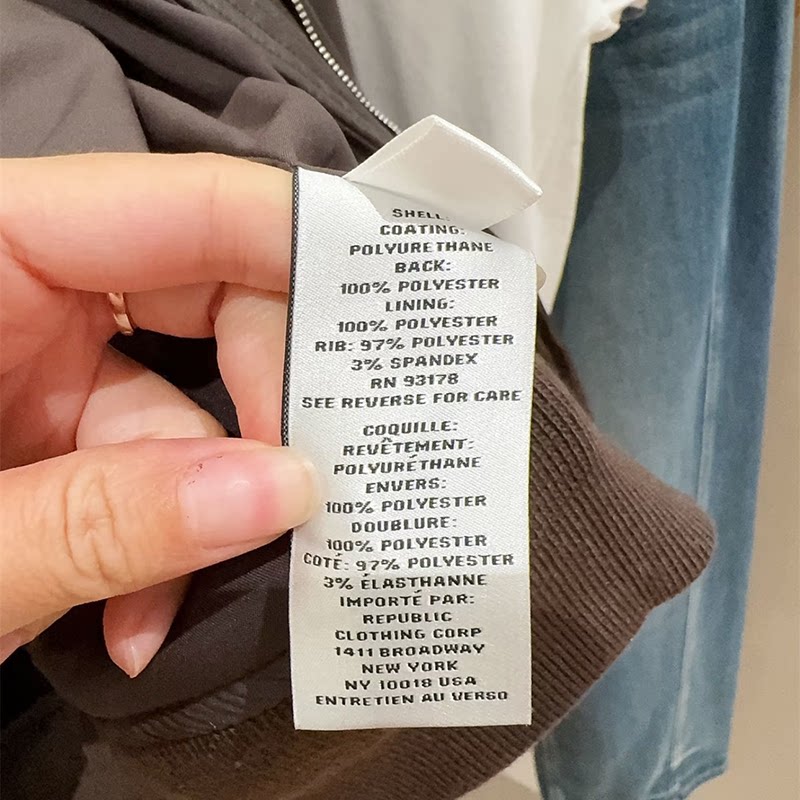 SHELL:
COATING:
POLYURETHANE
BACK:
100% POLYESTER
LINING:
100% POLYESTER
RIB: 97% POLYESTER
3% SPANDEX
RN 93178
SEE REVERSE FOR CARE
COQUILLE:
REVÊTEMENT:
POLYURÉTHANE
ENVERS:
100% POLYESTER
DOUBLURE:
100% POLYESTER
COTÉ: 97% POLYESTER
3% ÉLASTHANNE
IMPORTÉ PAR:
REPUBLIC
CLOTHING CORP
1411 BROADWAY
NEW YORK
NY 10018 USA
ENTRETIEN AU VERSO